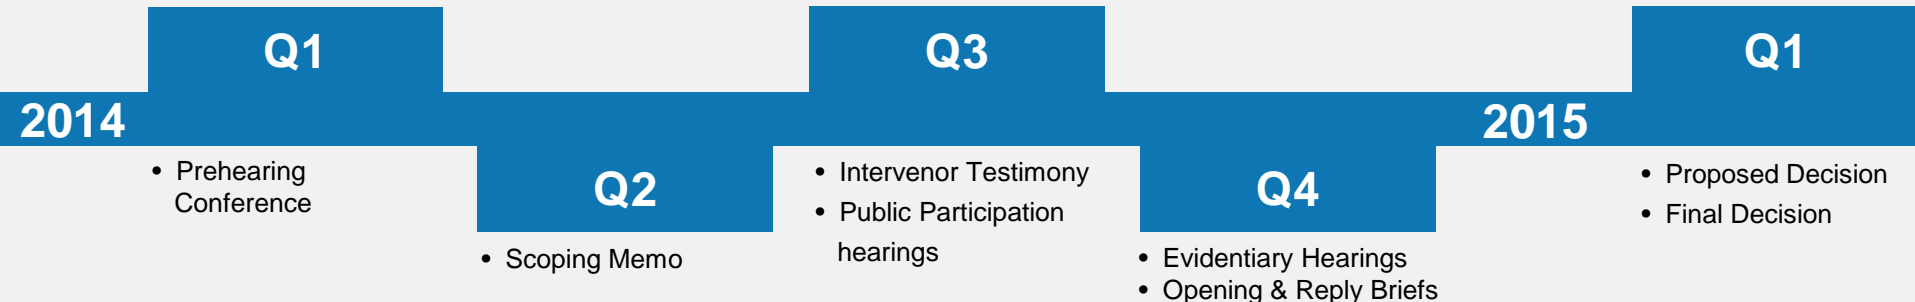 2014
Q1
• Prehearing
Conference
Q2
• Scoping Memo
Q3
• Intervenor Testimony
• Public Participation
hearings
Q4
• Evidentiary Hearings
• Opening & Reply Briefs
2015
Q1
• Proposed Decision
• Final Decision